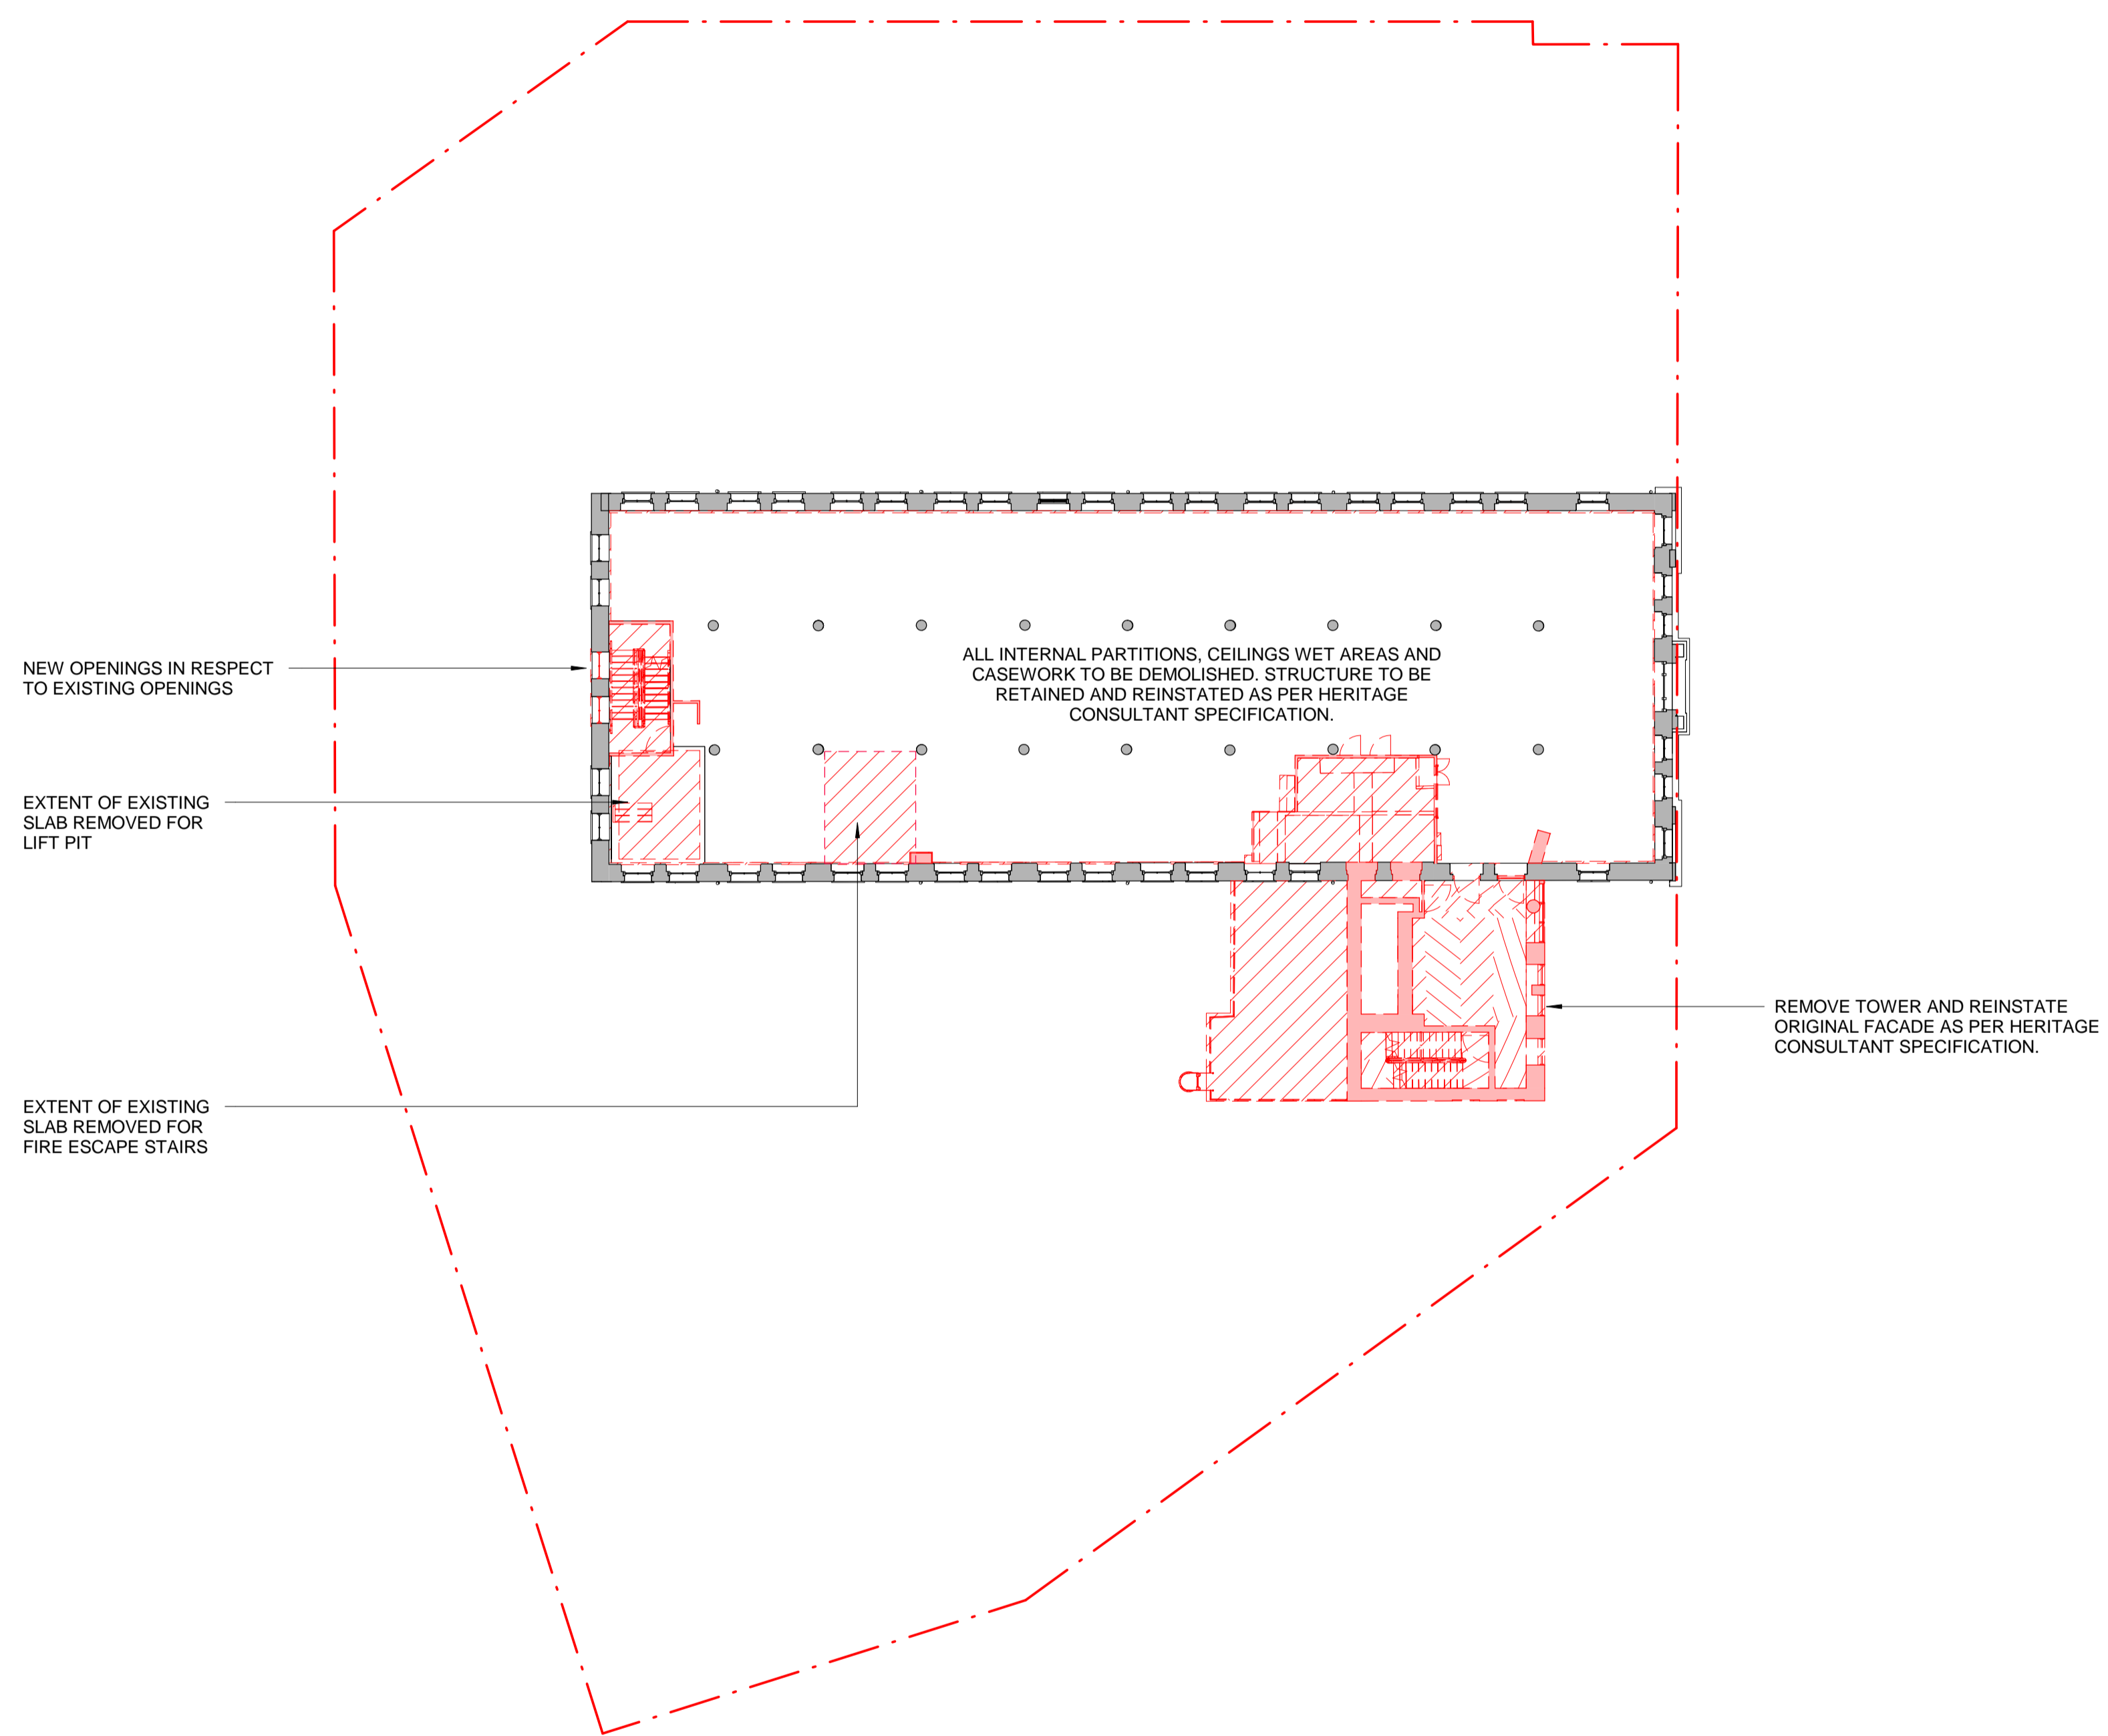 ALL INTERNAL PARTITIONS, CEILINGS WET AREAS AND
CASEWORK TO BE DEMOLISHED. STRUCTURE TO BE
RETAINED AND REINSTATED AS PER HERITAGE
CONSULTANT SPECIFICATION.
NEW OPENINGS IN RESPECT
TO EXISTING OPENINGS
EXTENT OF EXISTING
SLAB REMOVED FOR
LIFT PIT
REMOVE TOWER AND REINSTATE
ORIGINAL FACADE AS PER HERITAGE
CONSULTANT SPECIFICATION.
EXTENT OF EXISTING
SLAB REMOVED FOR
FIRE ESCAPE STAIRS